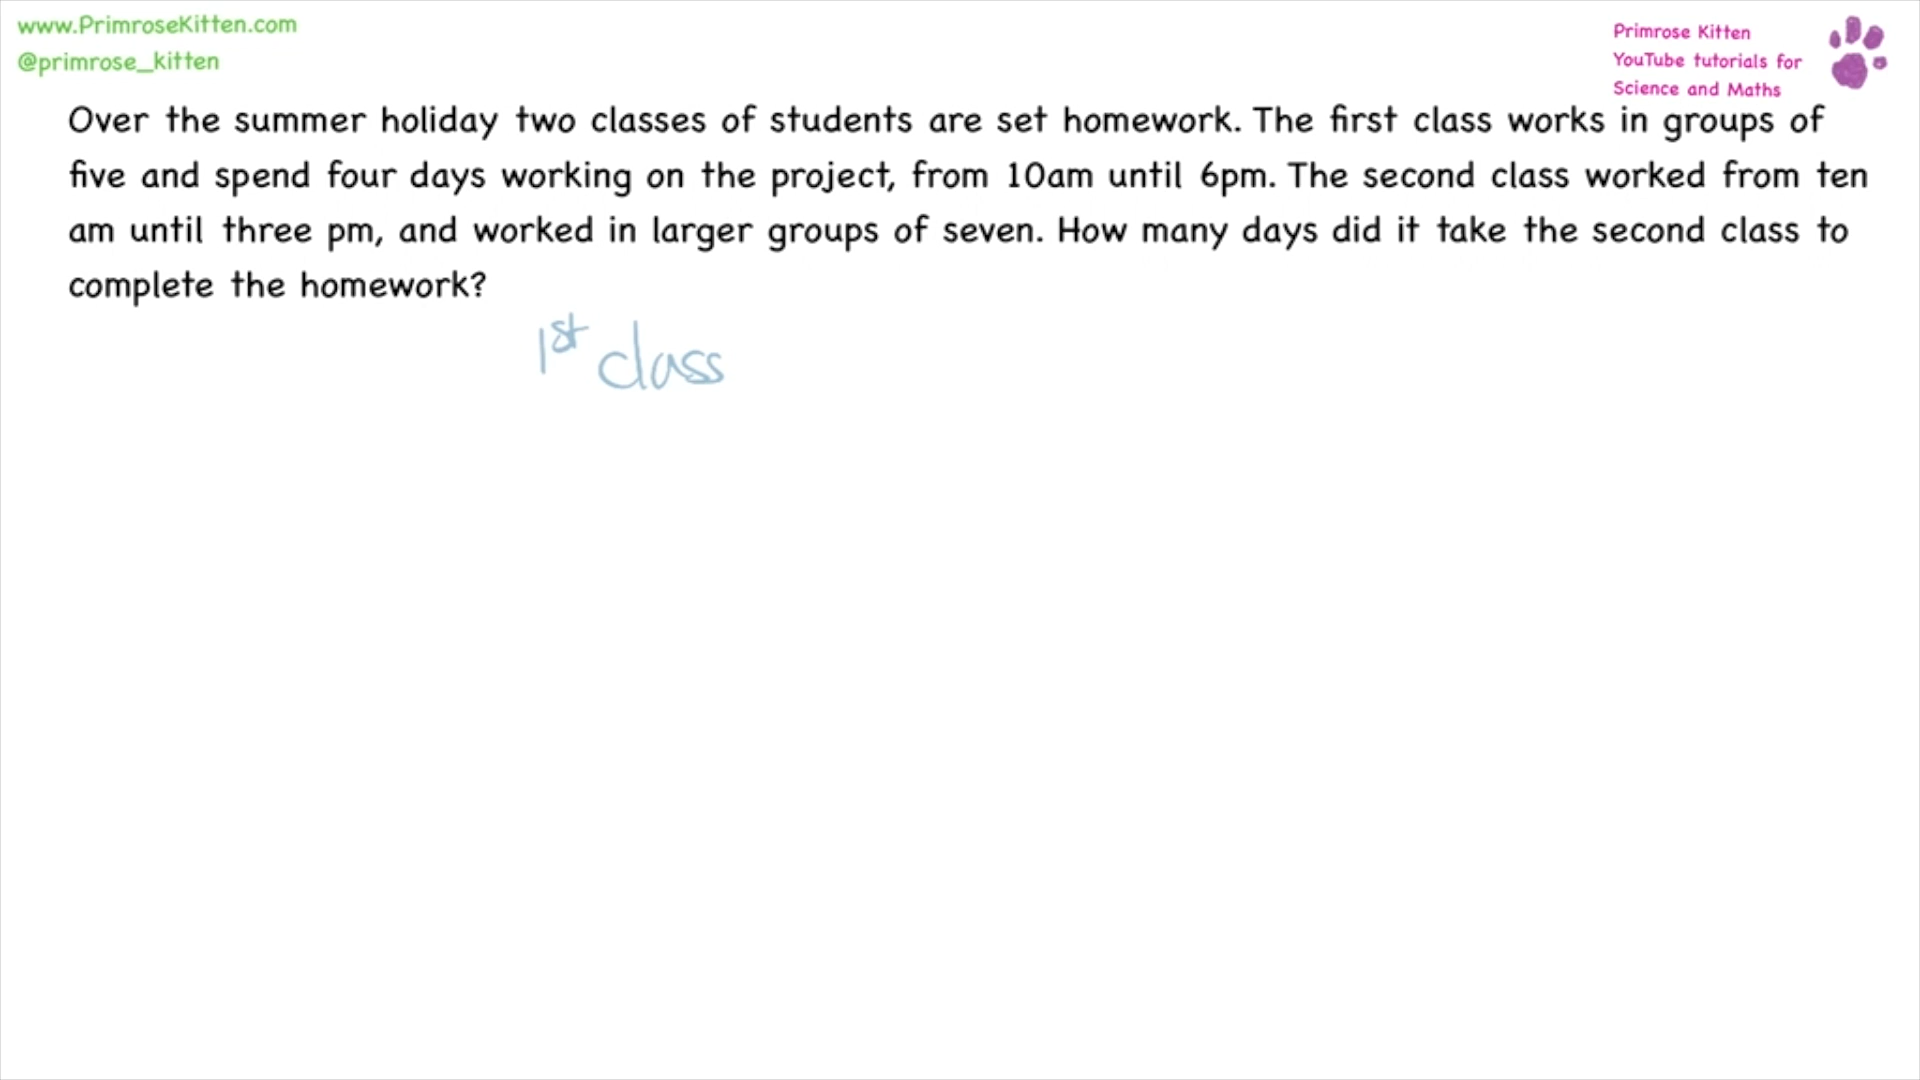 www.PrimroseKitten.com
@primrose_kitten
Primrose Kitten
YouTube tutorials for
Science and Maths
Over the summer holiday two classes of students are set homework. The first class works in groups of
five and spend four days working on the project, from 10am until 6pm. The second class worked from ten
am until three pm, and worked in larger groups of seven. How many days did it take the second class to
complete the homework?
1st class